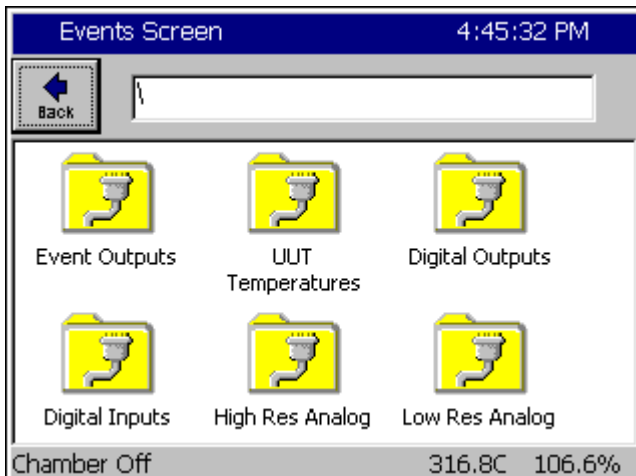 Events Screen 4:45:32 PM
Back
\
Event Outputs
UUT
Temperatures
Digital Outputs
Digital Inputs
High Res Analog
Low Res Analog
Chamber Off 316.8C 106.6%